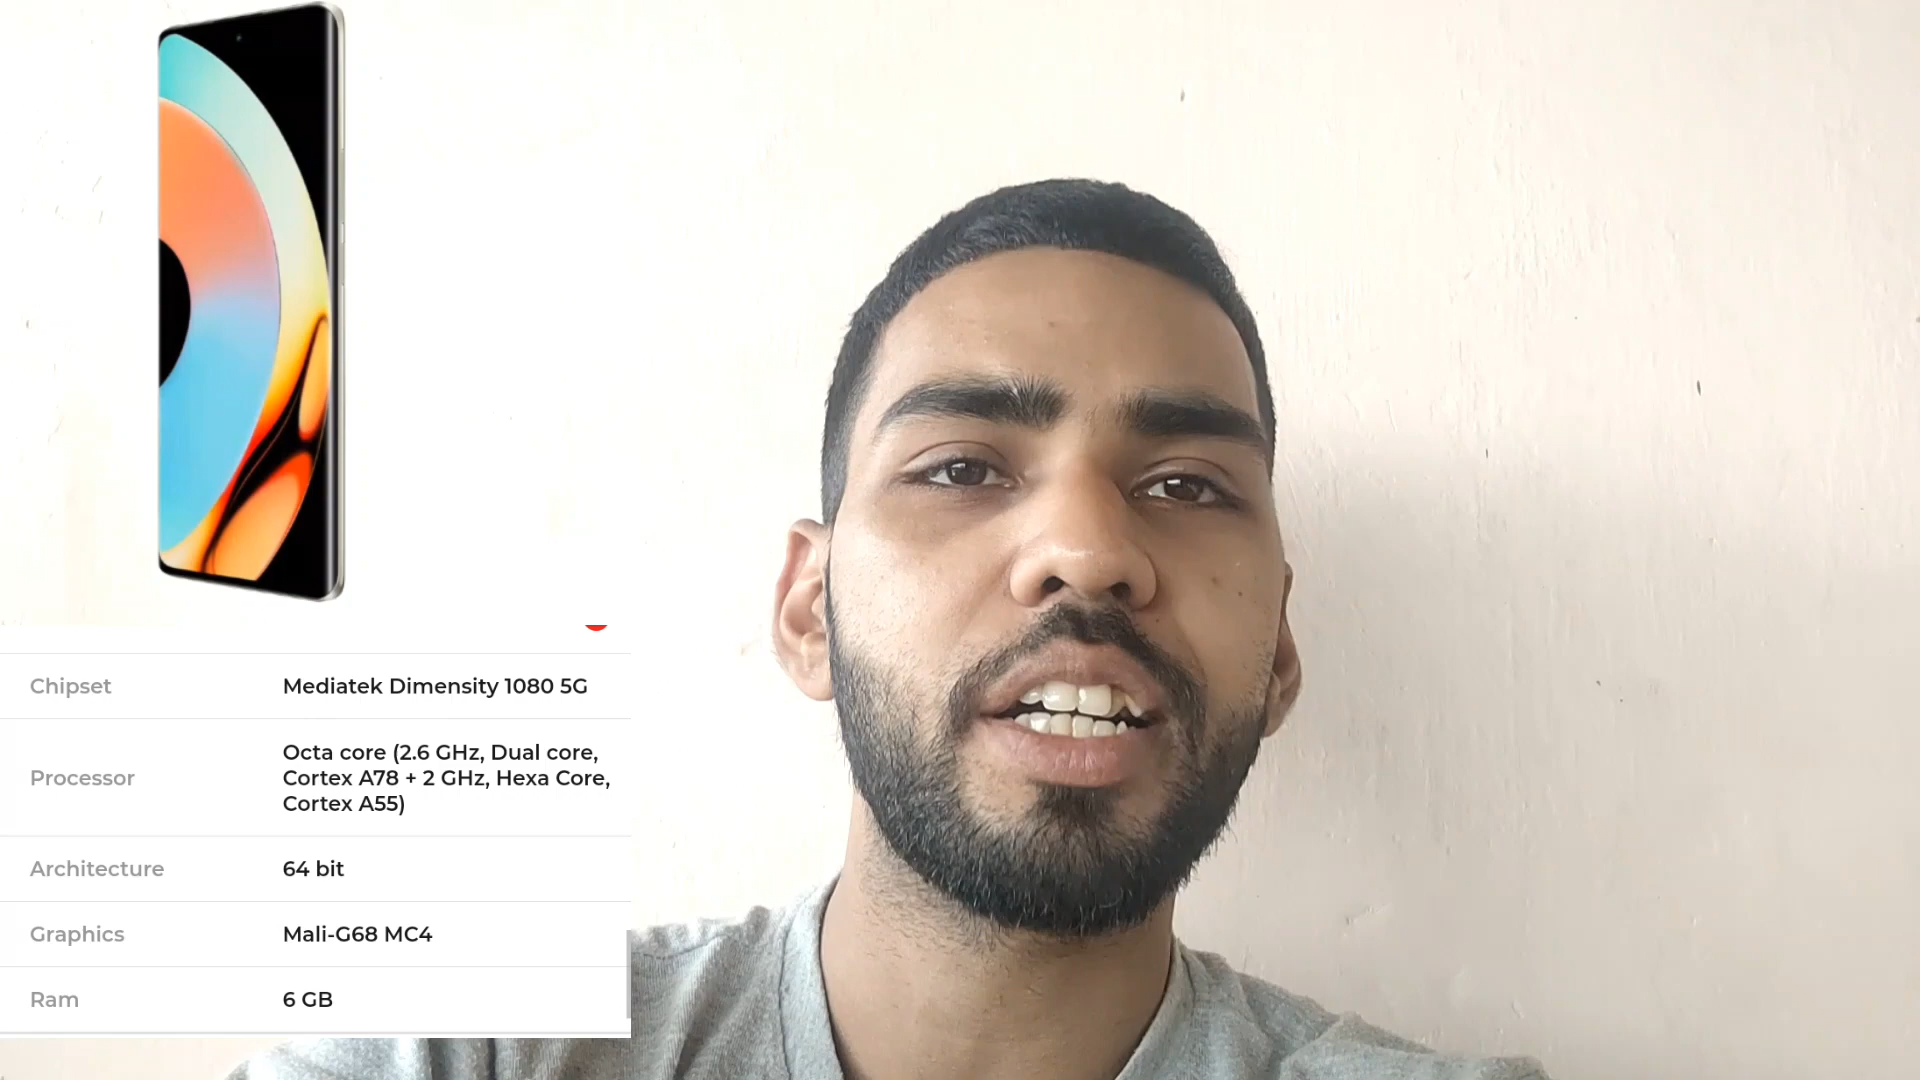 Chipset Mediatek Dimensity 1080 5G
Processor Octa core (2.6 GHz, Dual core,
Cortex A78 + 2 GHz, Hexa Core,
Cortex A55)
Architecture 64 bit
Graphics Mali-G68 MC4
Ram 6 GB